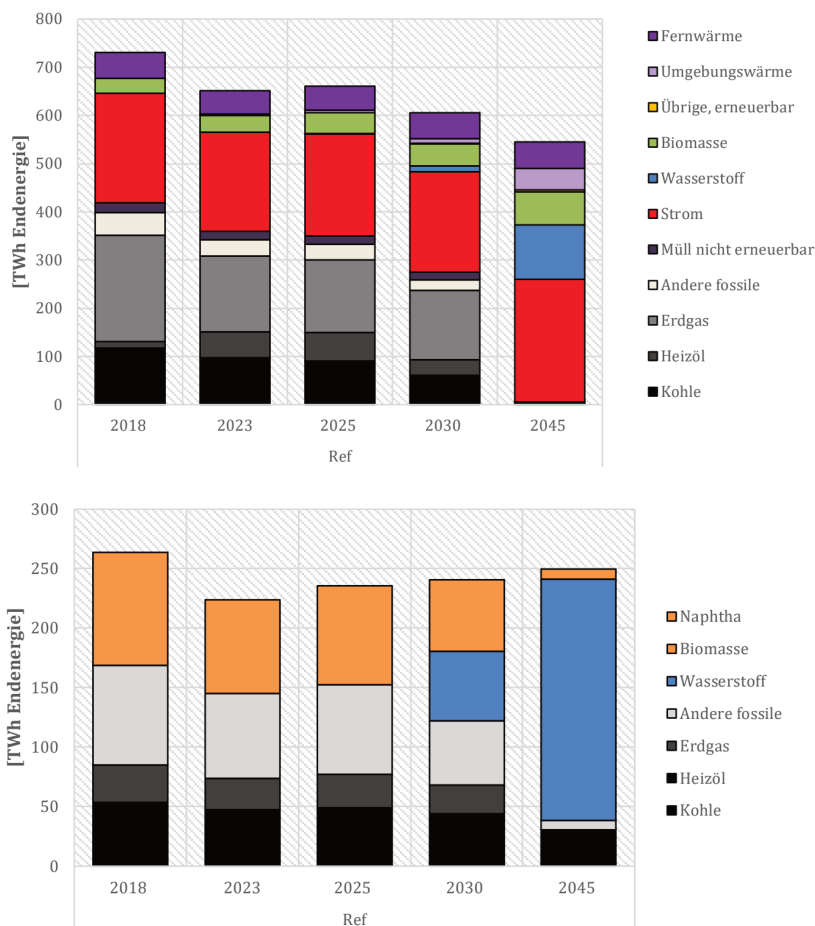 [TWh Endenergie]
800
700
600
500
400
300
200
100
0
2018 2023 2025 2030 2045
Ref
Fernwärme
Umgebungswärme
Übrige, erneuerbar
Biomasse
Wasserstoff
Strom
Müll nicht erneuerbar
Andere fossile
Erdgas
Heizöl
Kohle
[TWh Endenergie]
300
250
200
150
100
50
0
2018 2023 2025 2030 2045
Ref
Naphtha
Biomasse
Wasserstoff
Andere fossile
Erdgas
Heizöl
Kohle